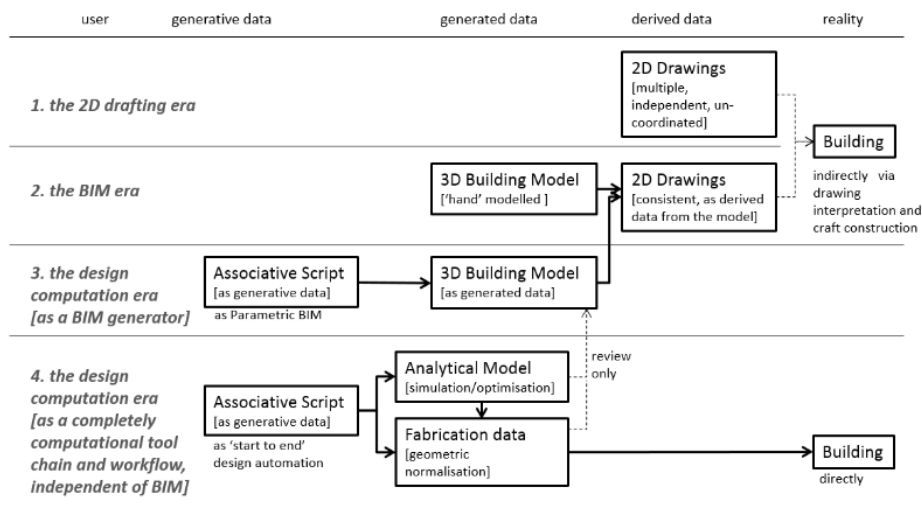 user generative data generated data derived data reality
1. the 2D drafting era
2D Drawings
[multiple,
independent, un-
coordinated]
Building
indirectly via
drawing
interpretation and
craft construction
2. the BIM era
3D Building Model
['hand' modelled ]
2D Drawings
[consistent, as derived
data from the model]
3. the design
computation era
[as a BIM generator]
Associative Script
[as generative data]
as Parametric BIM
3D Building Model
[as generated data]
review
only
4. the design
computation era
[as a completely
computational tool
chain and workflow,
independent of BIM]
Associative Script
[as generative data]
as 'start to end'
design automation
Analytical Model
[simulation/optimisation]
Fabrication data
[geometric
normalisation]
Building
directly